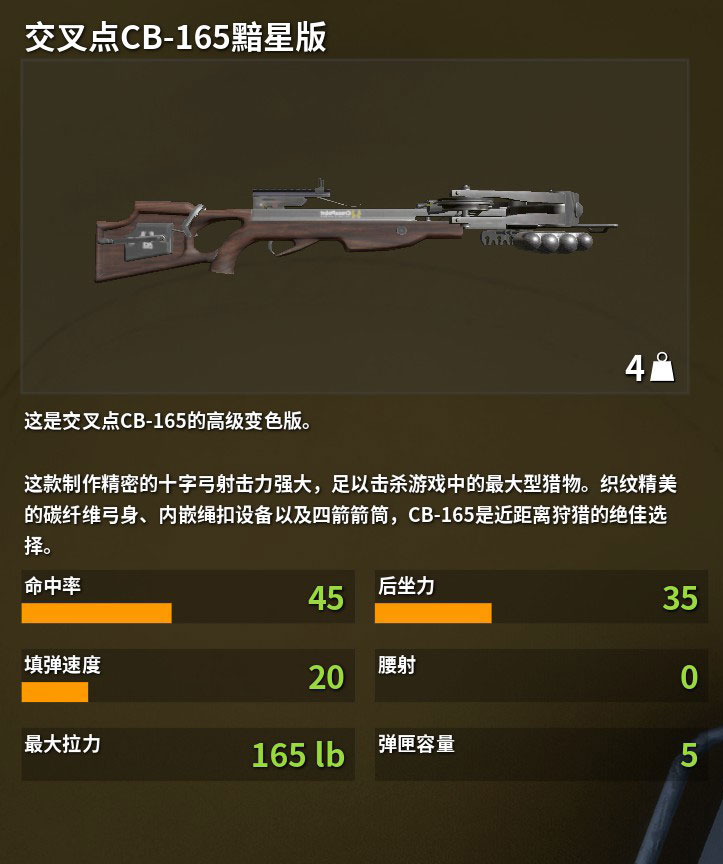 交叉点CB-165黯星版
4
这是交叉点CB-165的高级变色版。
这款制作精密的十字弓射击力强大，足以击杀游戏中的最大型猎物。织纹精美
的碳纤维弓身、内嵌绳扣设备以及四箭箭筒，CB-165是近距离狩猎的绝佳选
择。
命中率
45
后坐力
35
填弹速度
20
腰射
0
最大拉力
165 lb
弹匣容量
5